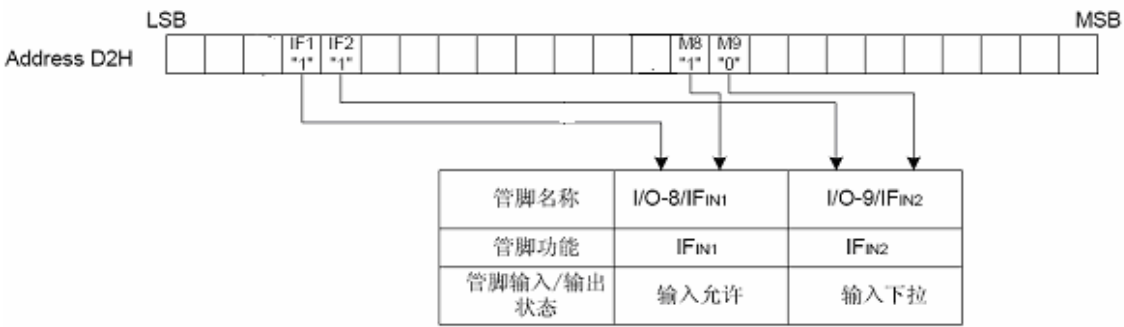 LSB MSB
IF1 IF2 M8 M9
Address D2H "1" "1" "1" "0"
管脚名称 I/O-8/IFIN1 I/O-9/IFIN2
管脚功能 IFIN1 IFIN2
管脚输入/输出
状态 输入允许 输入下拉